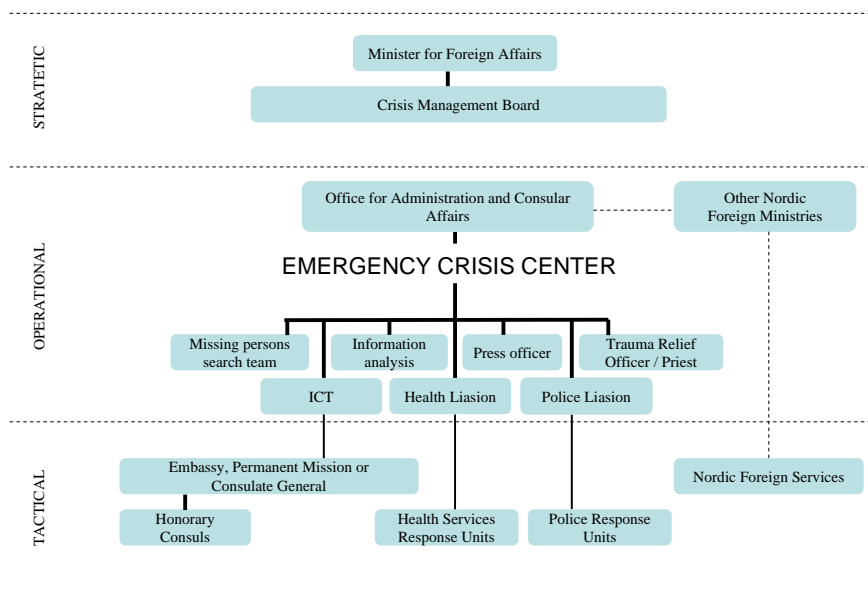 STRATETIC
Minister for Foreign Affairs
Crisis Management Board
OPERATIONAL
Office for Administration and Consular
Affairs
Other Nordic
Foreign Ministries
EMERGENCY CRISIS CENTER
Missing persons
search team
Information
analysis
Press officer
Trauma Relief
Officer / Priest
ICT
Health Liasion
Police Liasion
TACTICAL
Embassy, Permanent Mission or
Consulate General
Nordic Foreign Services
Honorary
Consuls
Health Services
Response Units
Police Response
Units